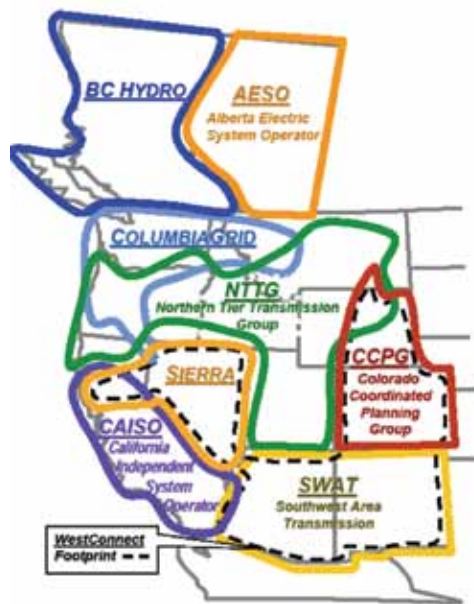 BC HYDRO
AESO
Alberta Electric
System Operator
COLUMBIAGRID
NTTG
Northern Tier Transmission
Group
SIERRA
CCPG
Colorado
Coordinated
Planning
Group
CAISO
California
Independent
System
Operator
SWAT
Southwest Area
Transmission
WestConnect
Footprint